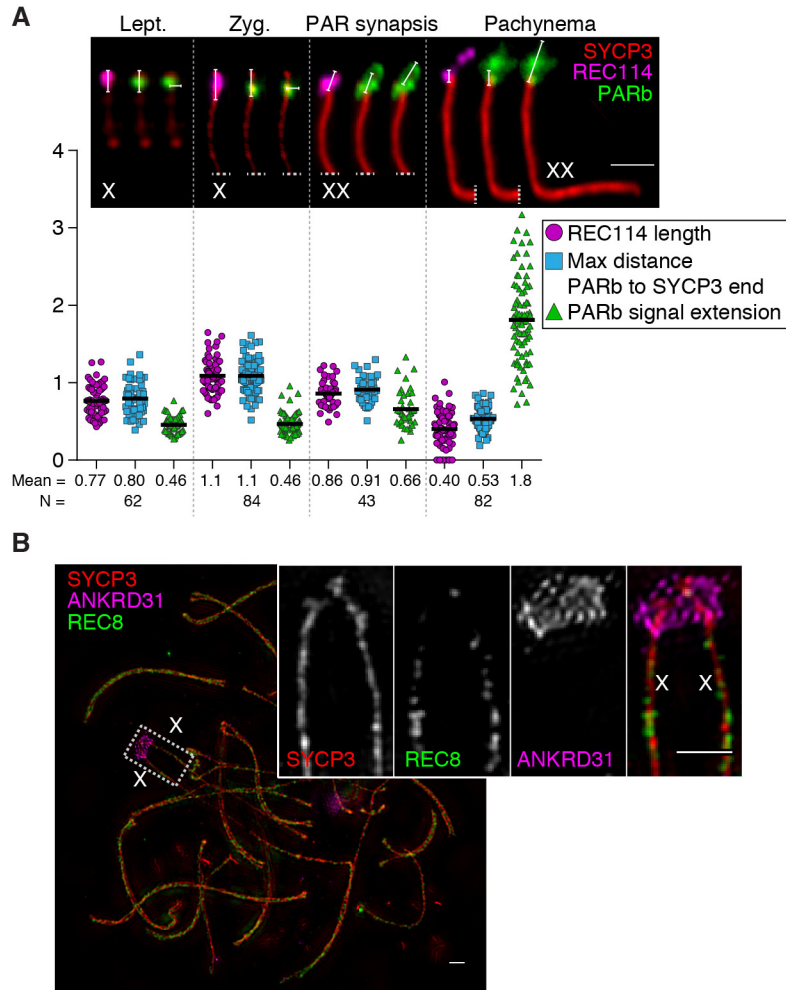 A
Lept. Zyg. PAR synapsis Pachynema
SYCP3
REC114
PARb
X X XX XX
4
3
2
1
0
REC114 length
Max distance
PARb to SYCP3 end
PARb signal extension
Mean = 0.77 0.80 0.46 1.1 1.1 0.46 0.86 0.91 0.66 0.40 0.53 1.8
N = 62 84 43 82
B
SYCP3
ANKRD31
REC8
X
X
SYCP3 REC8 ANKRD31
X X